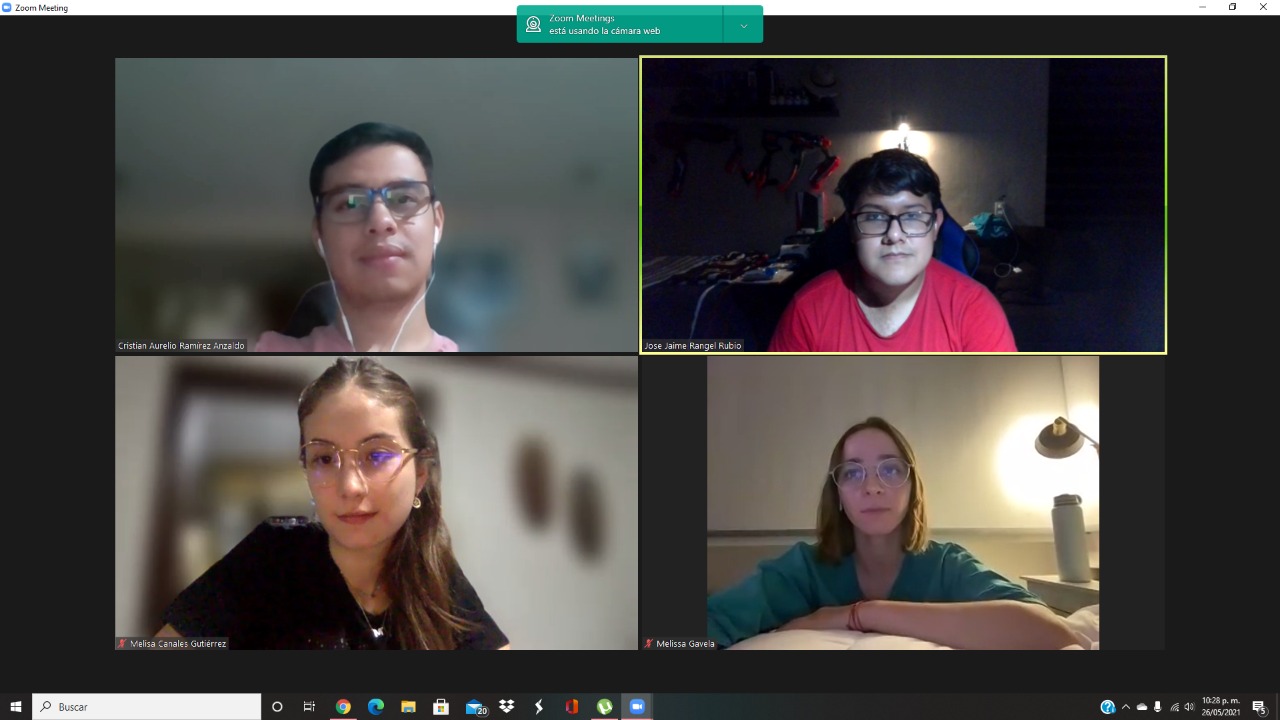 Zoom Meeting
Zoom Meetings
está usando la cámara web
Cristian Aurelio Ramírez Anzaldo
Jose Jaime Rangel Rubio
Melisa Canales Gutiérrez
Melissa Gavela
Buscar
20
10:28 p. m.
26/05/2021
5